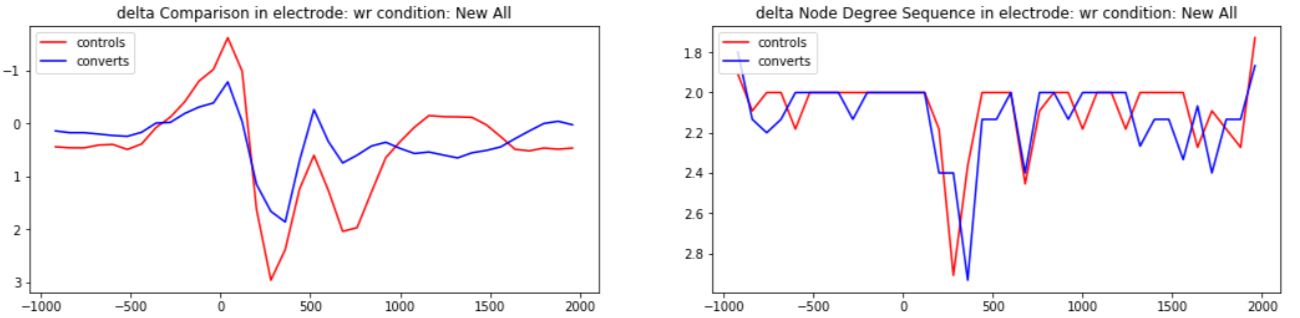 delta Comparison in electrode: wr condition: New All
controls
converts
−1
0
1
2
3
−1000 −500 0 500 1000 1500 2000
delta Node Degree Sequence in electrode: wr condition: New All
controls
converts
1.8
2.0
2.2
2.4
2.6
2.8
−1000 −500 0 500 1000 1500 2000